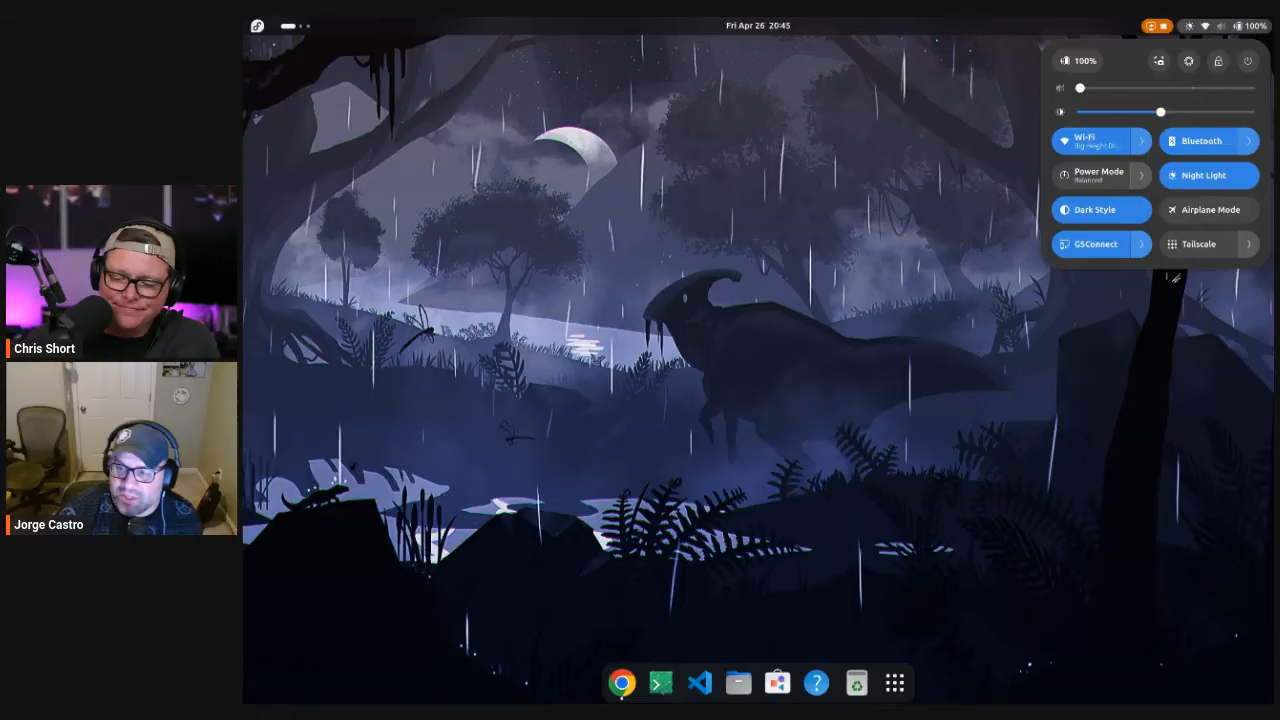 Fri Apr 26 20:45
100%
100%
Wi-Fi
Bluetooth
Power Mode
Balanced
Night Light
Dark Style
Airplane Mode
GSConnect
Tailscale
Chris Short
Jorge Castro